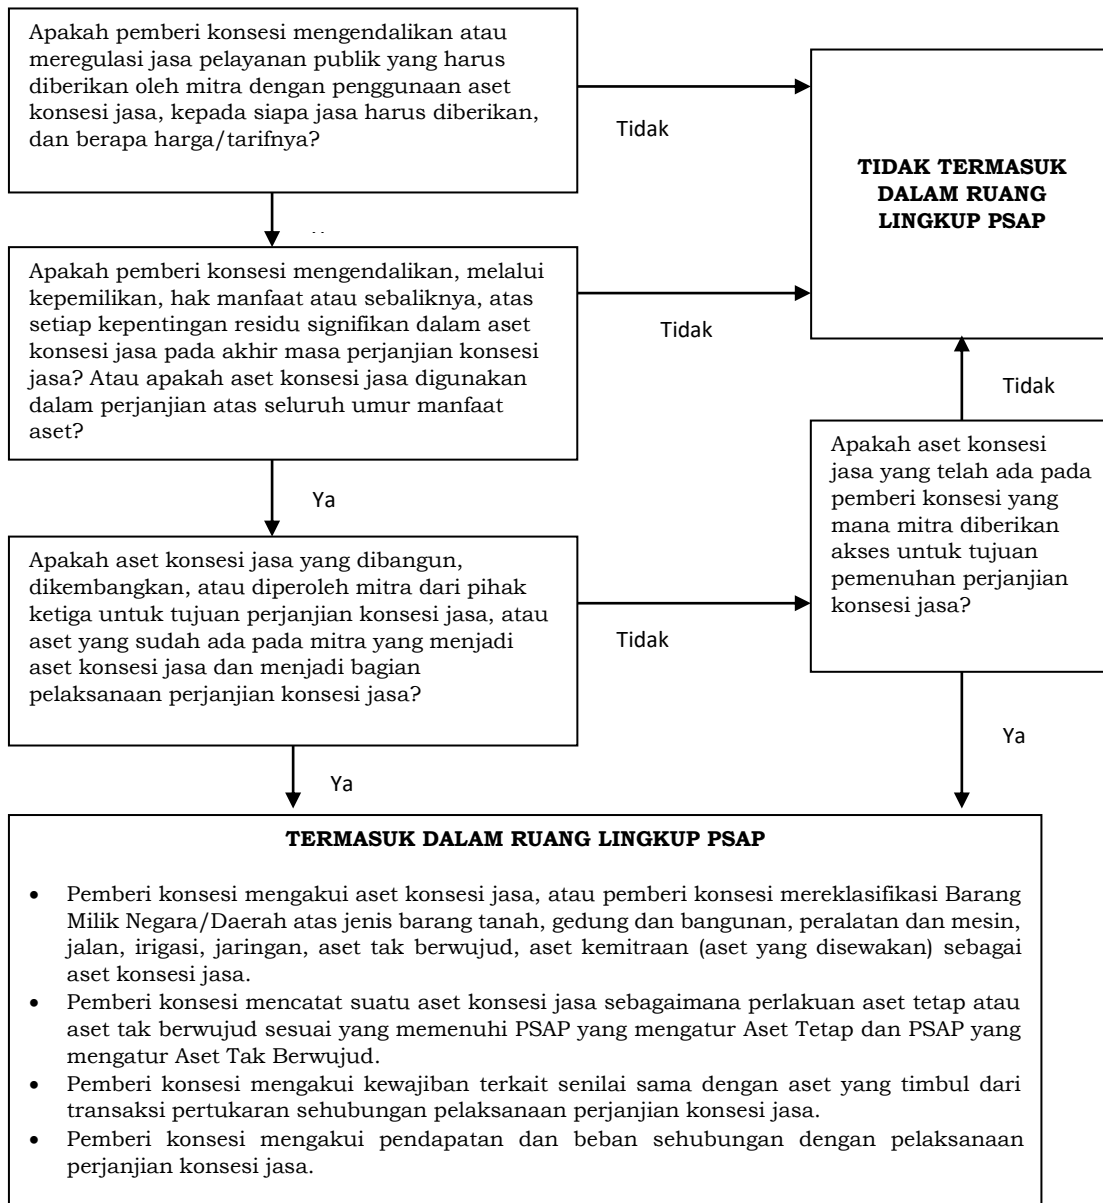 Apakah pemberi konsesi mengendalikan atau
meregulasi jasa pelayanan publik yang harus
diberikan oleh mitra dengan penggunaan aset
konsesi jasa, kepada siapa jasa harus diberikan,
dan berapa harga/tarifnya?
Tidak
TIDAK TERMASUK
DALAM RUANG
LINGKUP PSAP
Apakah pemberi konsesi mengendalikan, melalui
kepemilikan, hak manfaat atau sebaliknya, atas
setiap kepentingan residu signifikan dalam aset
konsesi jasa pada akhir masa perjanjian konsesi
jasa? Atau apakah aset konsesi jasa digunakan
dalam perjanjian atas seluruh umur manfaat
aset?
Tidak
Tidak
Ya
Apakah aset konsesi
jasa yang telah ada pada
pemberi konsesi yang
mana mitra diberikan
akses untuk tujuan
pemenuhan perjanjian
konsesi jasa?
Apakah aset konsesi jasa yang dibangun,
dikembangkan, atau diperoleh mitra dari pihak
ketiga untuk tujuan perjanjian konsesi jasa, atau
aset yang sudah ada pada mitra yang menjadi
aset konsesi jasa dan menjadi bagian
pelaksanaan perjanjian konsesi jasa?
Tidak
Ya
Ya
TERMASUK DALAM RUANG LINGKUP PSAP
• Pemberi konsesi mengakui aset konsesi jasa, atau pemberi konsesi mereklasifikasi Barang
Milik Negara/Daerah atas jenis barang tanah, gedung dan bangunan, peralatan dan mesin,
jalan, irigasi, jaringan, aset tak berwujud, aset kemitraan (aset yang disewakan) sebagai
aset konsesi jasa.
• Pemberi konsesi mencatat suatu aset konsesi jasa sebagaimana perlakuan aset tetap atau
aset tak berwujud sesuai yang memenuhi PSAP yang mengatur Aset Tetap dan PSAP yang
mengatur Aset Tak Berwujud.
• Pemberi konsesi mengakui kewajiban terkait senilai sama dengan aset yang timbul dari
transaksi pertukaran sehubungan pelaksanaan perjanjian konsesi jasa.
• Pemberi konsesi mengakui pendapatan dan beban sehubungan dengan pelaksanaan
perjanjian konsesi jasa.